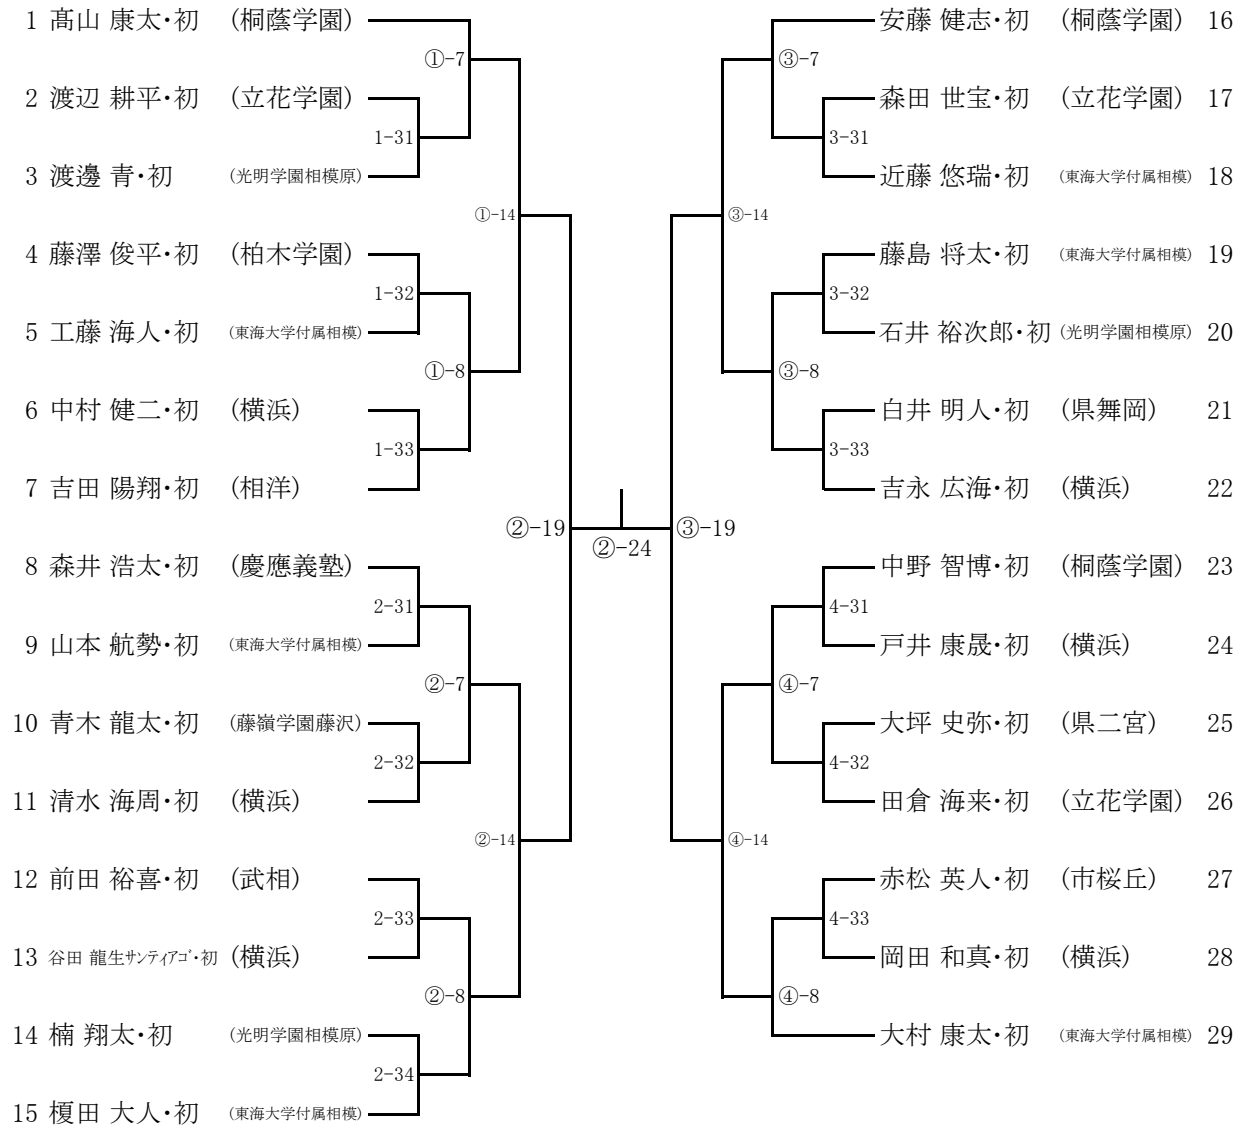 1 髙山 康太・初 (桐蔭学園)
①-7
2 渡辺 耕平・初 (立花学園)
1-31
3 渡邊 青・初 (光明学園相模原)
①-14
4 藤澤 俊平・初 (柏木学園)
1-32
5 工藤 海人・初 (東海大学付属相模)
①-8
6 中村 健二・初 (横浜)
1-33
7 吉田 陽翔・初 (相洋)
②-19
8 森井 浩太・初 (慶應義塾)
2-31
9 山本 航勢・初 (東海大学付属相模)
②-7
10 青木 龍太・初 (藤嶺学園藤沢)
2-32
11 清水 海周・初 (横浜)
②-14
12 前田 裕喜・初 (武相)
2-33
13 谷田 龍生サンティアゴ・初 (横浜)
②-8
14 楠 翔太・初 (光明学園相模原)
2-34
15 榎田 大人・初 (東海大学付属相模)
②-24
安藤 健志・初 (桐蔭学園) 16
③-7
森田 世宝・初 (立花学園) 17
3-31
近藤 悠瑞・初 (東海大学付属相模) 18
③-14
藤島 将太・初 (東海大学付属相模) 19
3-32
石井 裕次郎・初 (光明学園相模原) 20
③-8
白井 明人・初 (県舞岡) 21
3-33
吉永 広海・初 (横浜) 22
③-19
中野 智博・初 (桐蔭学園) 23
4-31
戸井 康晟・初 (横浜) 24
④-7
大坪 史弥・初 (県二宮) 25
4-32
田倉 海来・初 (立花学園) 26
④-14
赤松 英人・初 (市桜丘) 27
4-33
岡田 和真・初 (横浜) 28
④-8
大村 康太・初 (東海大学付属相模) 29